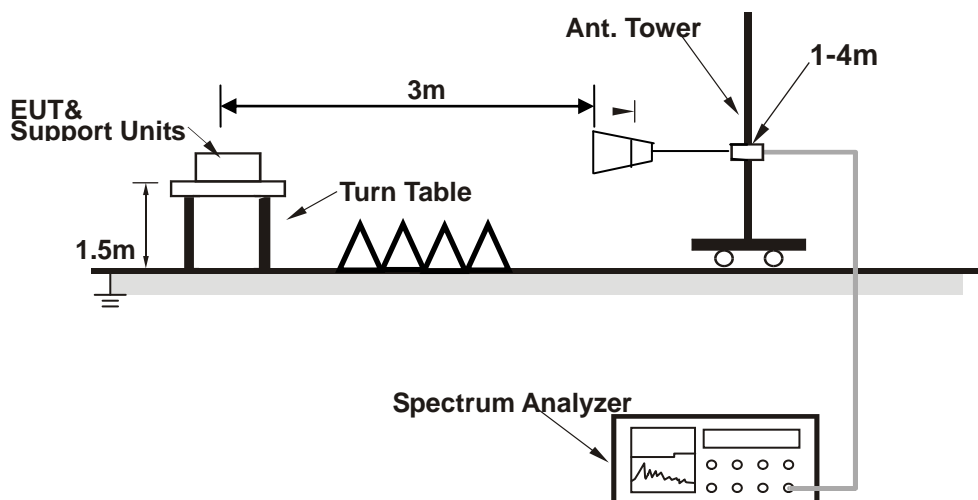 Ant. Tower
1-4m
3m
EUT&
Support Units
Turn Table
1.5m
Spectrum Analyzer